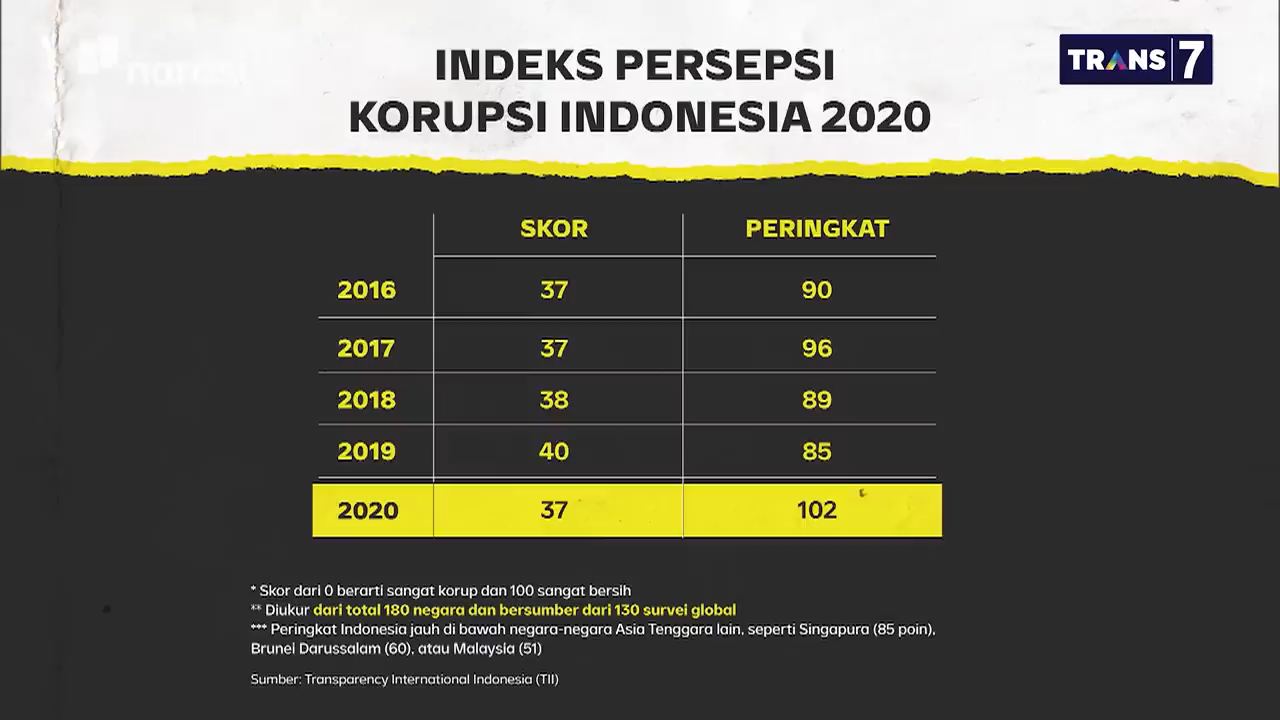 narasi
TRANS 7
INDEKS PERSEPSI
KORUPSI INDONESIA 2020
SKOR PERINGKAT
2016 37 90
2017 37 96
2018 38 89
2019 40 85
2020 37 102
* Skor dari 0 berarti sangat korup dan 100 sangat bersih
** Diukur dari total 180 negara dan bersumber dari 130 survei global
*** Peringkat Indonesia jauh di bawah negara-negara Asia Tenggara lain, seperti Singapura (85 poin),
Brunei Darussalam (60), atau Malaysia (51)
Sumber: Transparency International Indonesia (TII)